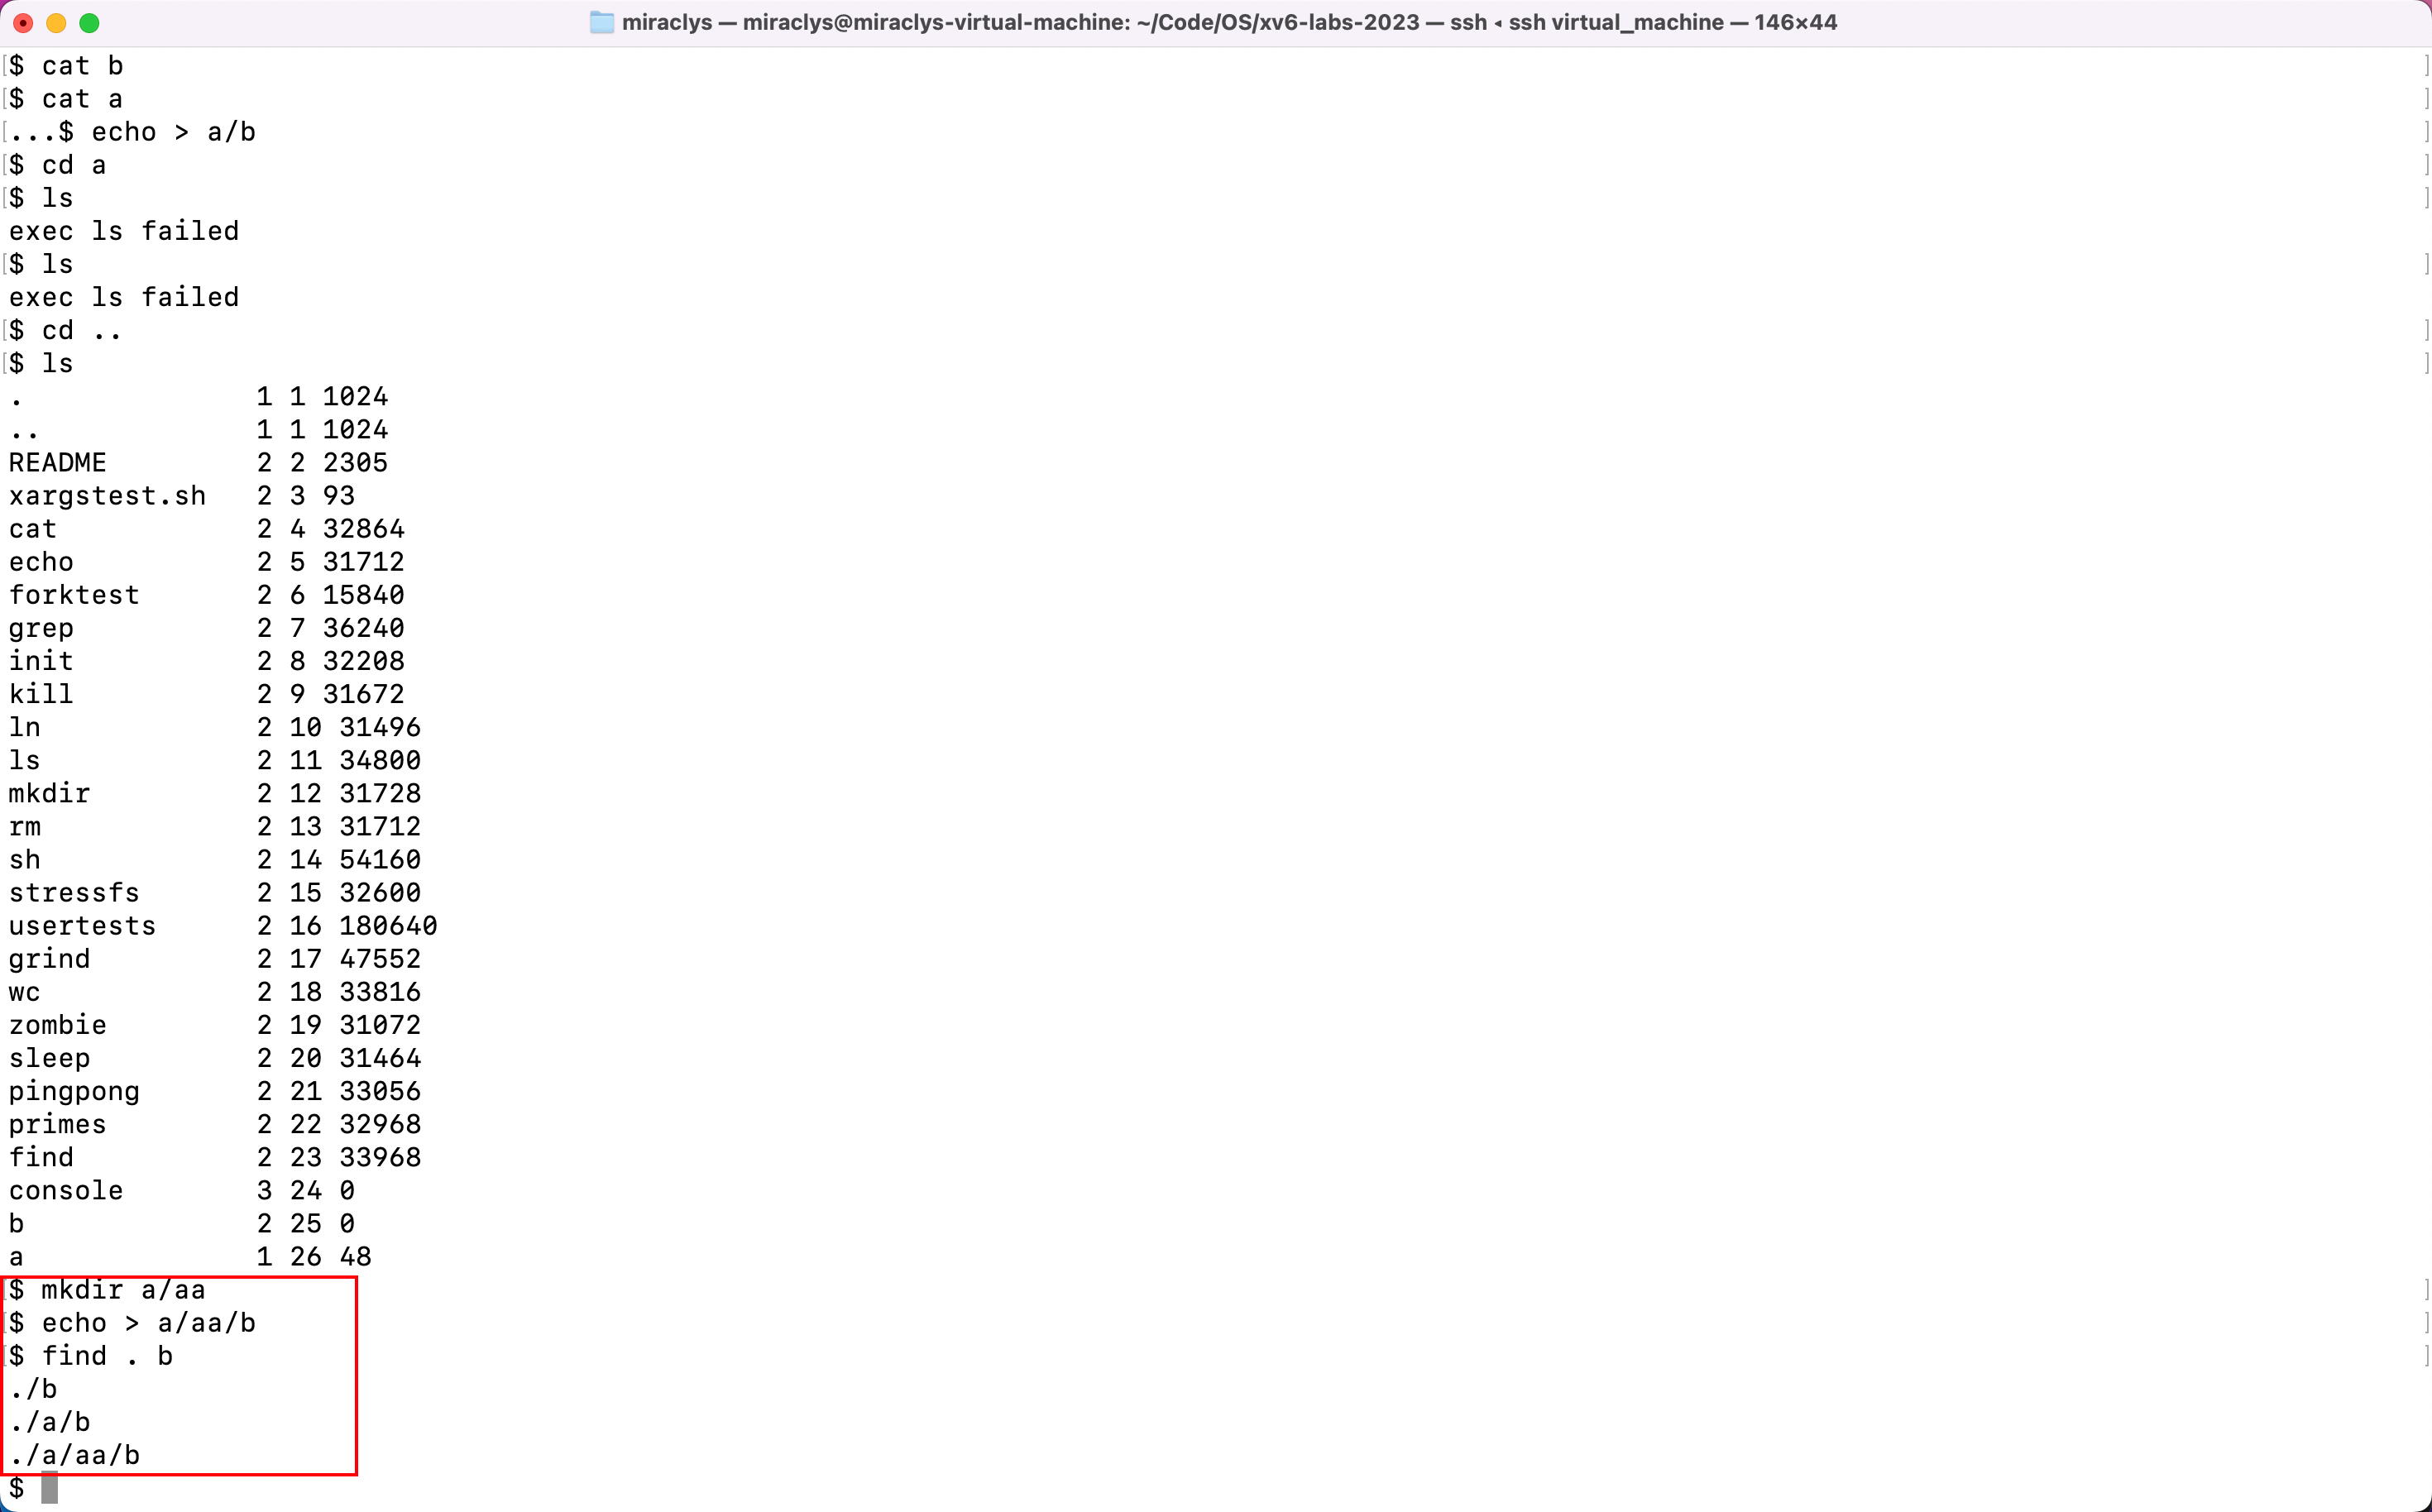 miraclys — miraclys@miraclys-virtual-machine: ~/Code/OS/xv6-labs-2023 — ssh ◂ ssh virtual_machine — 146×44
[$ cat b ]
[$ cat a ]
[...$ echo > a/b ]
[$ cd a ]
[$ ls ]
exec ls failed
[$ ls ]
exec ls failed
[$ cd .. ]
[$ ls ]
. 1 1 1024
.. 1 1 1024
README 2 2 2305
xargstest.sh 2 3 93
cat 2 4 32864
echo 2 5 31712
forktest 2 6 15840
grep 2 7 36240
init 2 8 32208
kill 2 9 31672
ln 2 10 31496
ls 2 11 34800
mkdir 2 12 31728
rm 2 13 31712
sh 2 14 54160
stressfs 2 15 32600
usertests 2 16 180640
grind 2 17 47552
wc 2 18 33816
zombie 2 19 31072
sleep 2 20 31464
pingpong 2 21 33056
primes 2 22 32968
find 2 23 33968
console 3 24 0
b 2 25 0
a 1 26 48
[$ mkdir a/aa ]
[$ echo > a/aa/b ]
[$ find . b ]
./b
./a/b
./a/aa/b
$